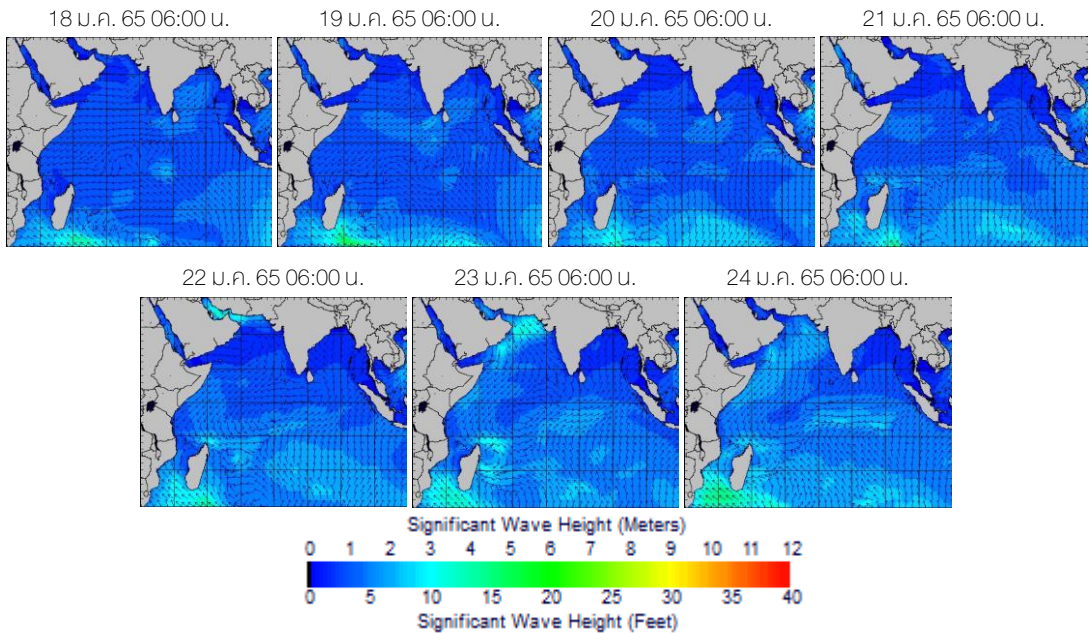 18 ม.ค. 65 06:00 น.
19 ม.ค. 65 06:00 น.
20 ม.ค. 65 06:00 น.
21 ม.ค. 65 06:00 น.
22 ม.ค. 65 06:00 น.
23 ม.ค. 65 06:00 น.
24 ม.ค. 65 06:00 น.
Significant Wave Height (Meters)
0 1 2 3 4 5 6 7 8 9 10 11 12
0 5 10 15 20 25 30 35 40
Significant Wave Height (Feet)